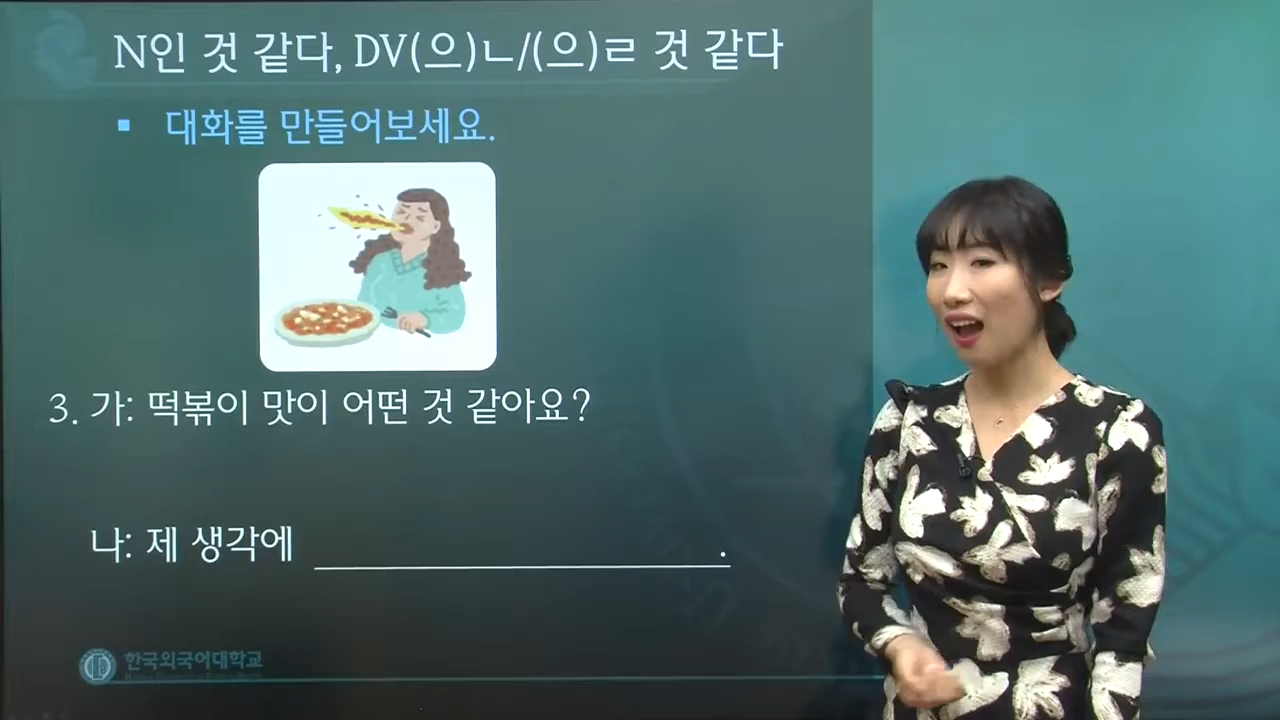 N인 것 같다, DV(으)ㄴ/(으)ㄹ 것 같다
▪ 대화를 만들어보세요.
3. 가: 떡볶이 맛이 어떤 것 같아요?
나: 제 생각에 ____________________.
한국외국어대학교